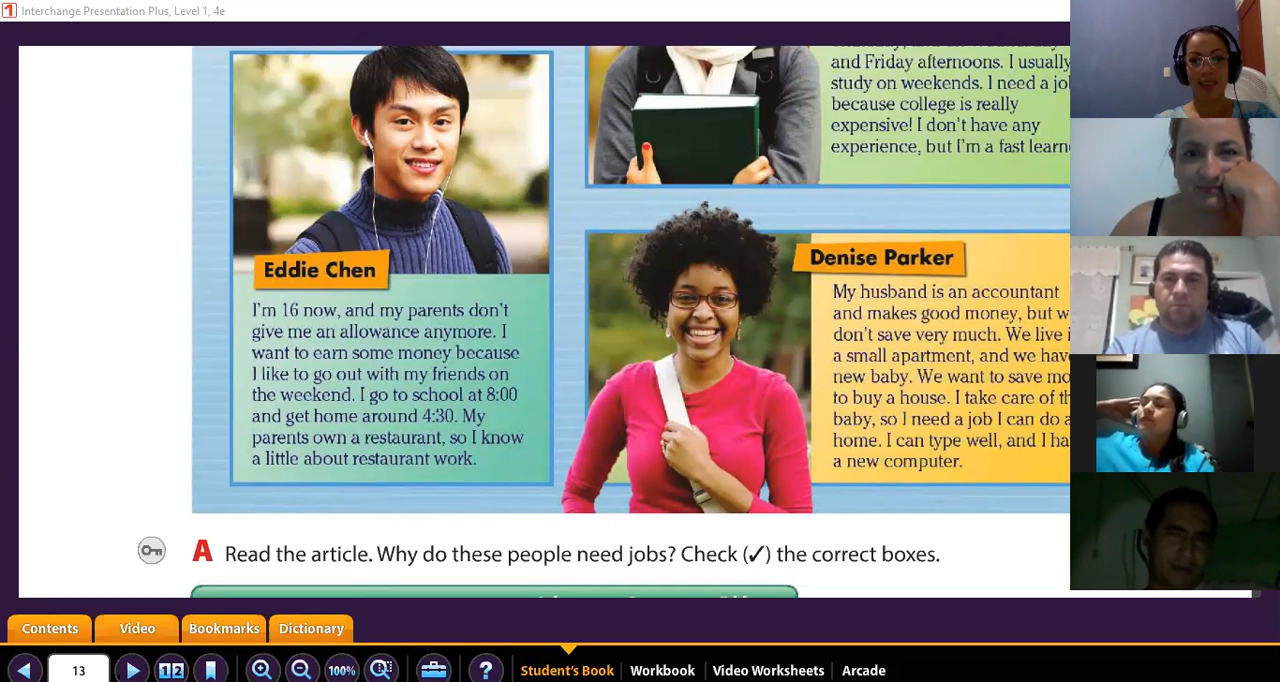 Interchange Presentation Plus, Level 1, 4e
and Friday afternoons. I usually
study on weekends. I need a
because college is really
expensive! I don't have any
experience, but I'm a fast
Eddie Chen
I'm 16 now, and my parents don't
give me an allowance anymore. I
want to earn some money because
I like to go out with my friends on
the weekend. I go to school at 8:00
and get home around 4:30. My
parents own a restaurant, so I know
a little about restaurant work.
Denise Parker
My husband is an accountant
and makes good money, but
don't save very much. We live
a small apartment, and we
new baby. We want to save
to buy a house. I take care of
baby, so I need a job I can do
home. I can type well, and I
a new computer.
A Read the article. Why do these people need jobs? Check (✓) the correct boxes.
Contents Video Bookmarks Dictionary
13 1 2 100% ? Student's Book Workbook Video Worksheets Arcade